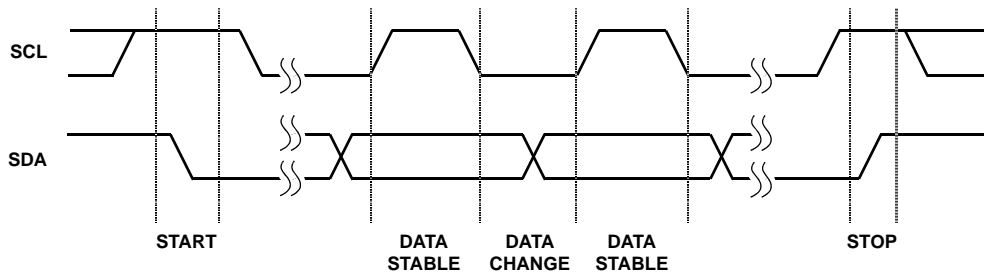 SCL
SDA
START
DATA STABLE
DATA CHANGE
DATA STABLE
STOP